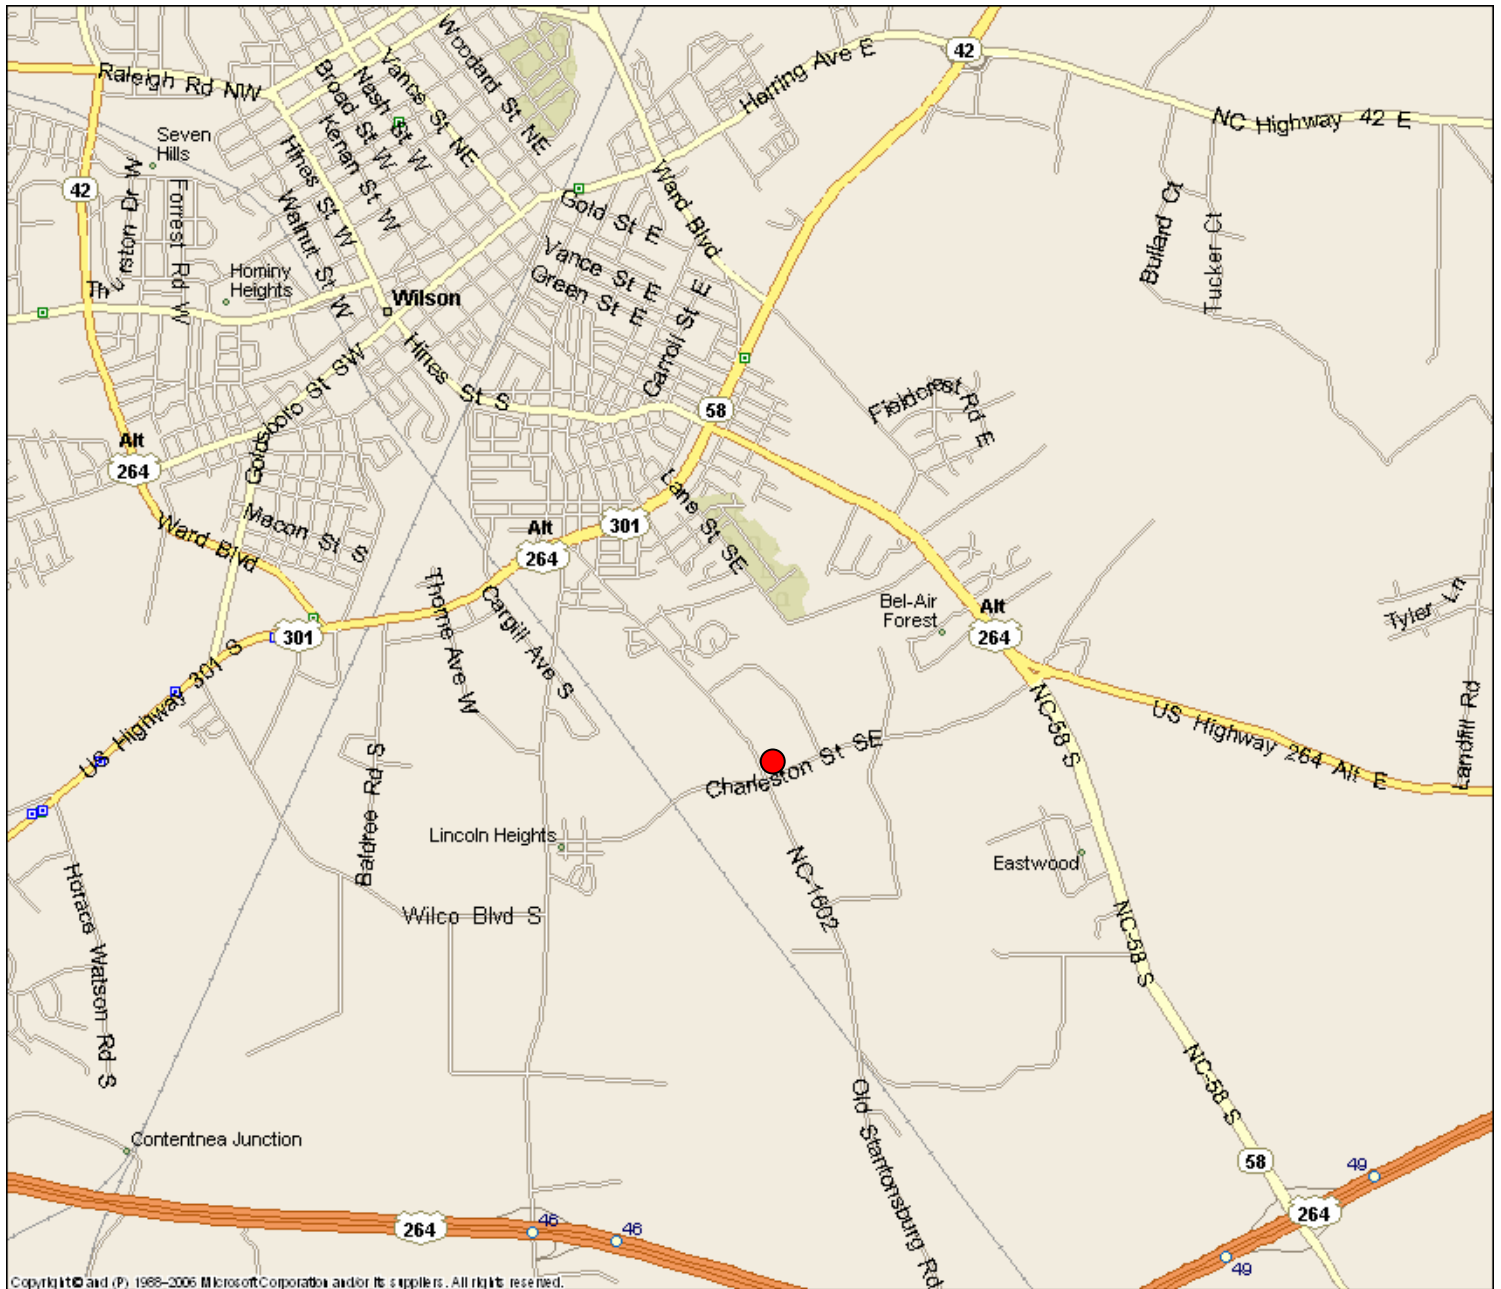 Raleigh Rd NW
Woodard St NE
Vance St NE
Nash St W
Broad St W
Kenan St W
Hines St W
Walnut St W
Herring Ave E
42
NC Highway 42 E
Seven
Hills
42
Thurston Dr W
Forrest Rd W
Hominy
Heights
Wilson
Gold St E
Ward Blvd
Vance St E
Green St E
Carroll St E
Bullard Ct
Tucker Ct
Hines St S
58
Fieldcrest Rd E
Goldsboro St SW
Alt
264
Macon St S
Ward Blvd
Lane St SE
301
Alt
264
Thorne Ave W
Cargill Ave S
Bel-Air
Forest
Alt
264
Tyler Ln
Landfill Rd
301
US Highway 301 S
Baldree Rd S
Charleston St SE
NC-58 S
US Highway 264 Alt E
Lincoln Heights
Eastwood
NC-1602
Wilco Blvd S
Horace Watson Rd S
NC-58 S
NC-58 S
Old Stantonsburg Rd
Contentnea Junction
58
49
264
264
46
46
49
Copyright © and (P) 1988–2006 Microsoft Corporation and/or its suppliers. All rights reserved.